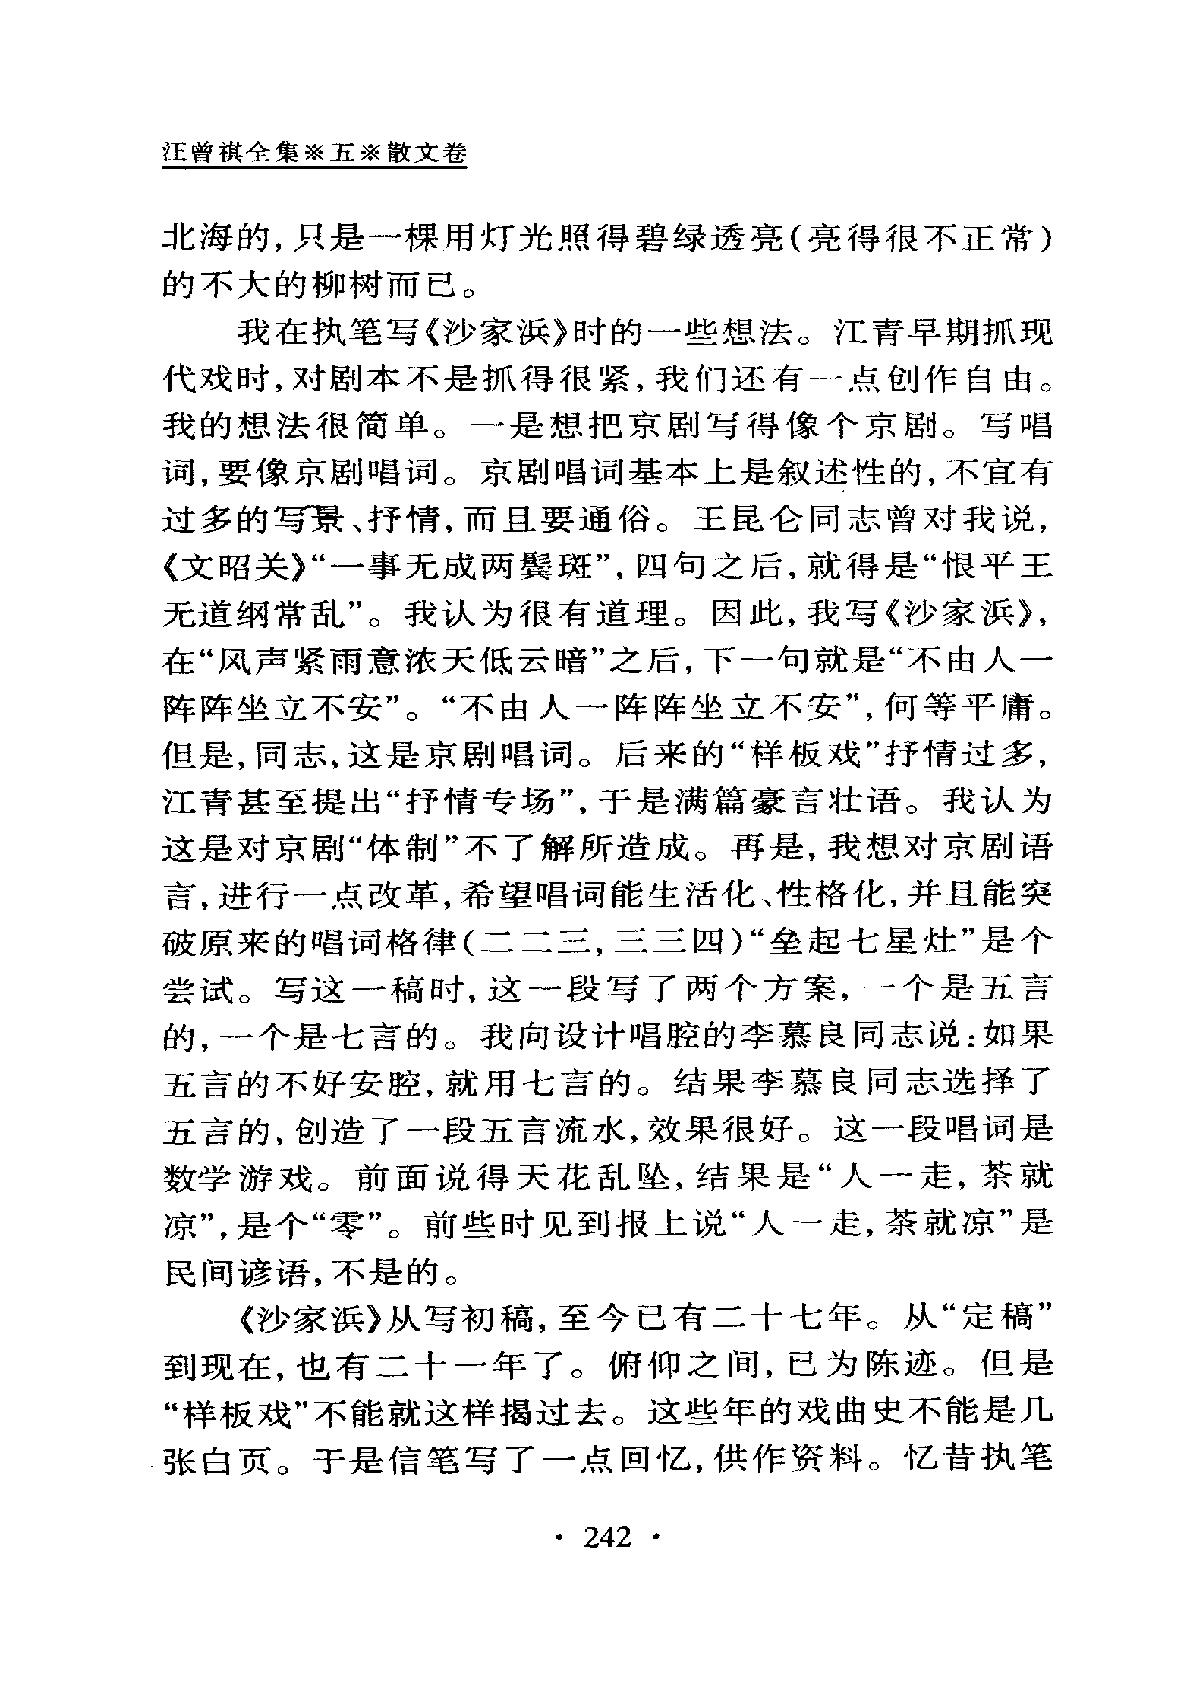 汪曾祺全集※五※散文卷
北海的，只是一棵用灯光照得碧绿透亮（亮得很不正常）
的不大的柳树而已。
我在执笔写《沙家浜》时的一些想法。江青早期抓现
代戏时，对剧本不是抓得很紧，我们还有一点创作自由。
我的想法很简单。一是想把京剧写得像个京剧。写唱
词，要像京剧唱词。京剧唱词基本上是叙述性的，不宜有
过多的写景、抒情，而且要通俗。王昆仑同志曾对我说，
《文昭关》“一事无成两鬓斑”，四句之后，就得是“恨平王
无道纲常乱”。我认为很有道理。因此，我写《沙家浜》，
在“风声紧雨意浓天低云暗”之后，下一句就是“不由人一
阵阵坐立不安”。“不由人一阵阵坐立不安”，何等平庸。
但是，同志，这是京剧唱词。后来的“样板戏”抒情过多，
江青甚至提出“抒情专场”，于是满篇豪言壮语。我认为
这是对京剧“体制”不了解所造成。再是，我想对京剧语
言，进行一点改革，希望唱词能生活化、性格化，并且能突
破原来的唱词格律（二二三，三三四）“垒起七星灶”是个
尝试。写这一稿时，这一段写了两个方案，一个是五言
的，一个是七言的。我向设计唱腔的李慕良同志说：如果
五言的不好安腔，就用七言的。结果李慕良同志选择了
五言的，创造了一段五言流水，效果很好。这一段唱词是
数学游戏。前面说得天花乱坠，结果是“人一走，茶就
凉”，是个“零”。前些时见到报上说“人一走，茶就凉”是
民间谚语，不是的。
《沙家浜》从写初稿，至今已有二十七年。从“定稿”
到现在，也有二十一年了。俯仰之间，已为陈迹。但是
“样板戏”不能就这样揭过去。这些年的戏曲史不能是几
张白页。于是信笔写了一点回忆，供作资料。忆昔执笔
· 242 ·